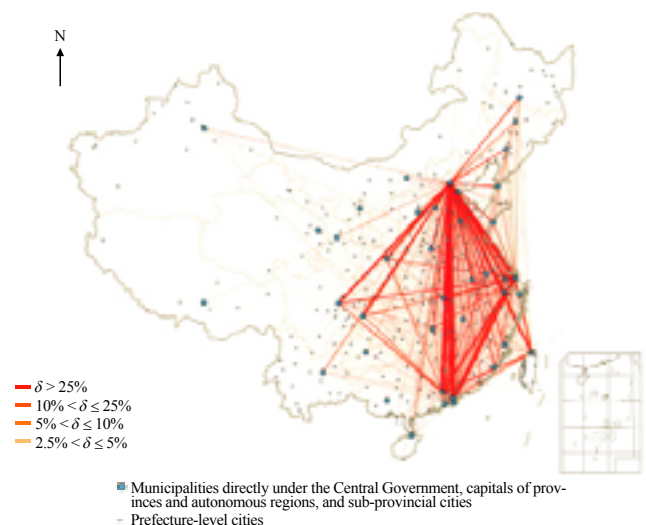 N
δ > 25%
10% < δ ≤ 25%
5% < δ ≤ 10%
2.5% < δ ≤ 5%
Municipalities directly under the Central Government, capitals of prov-
inces and autonomous regions, and sub-provincial cities
Prefecture-level cities